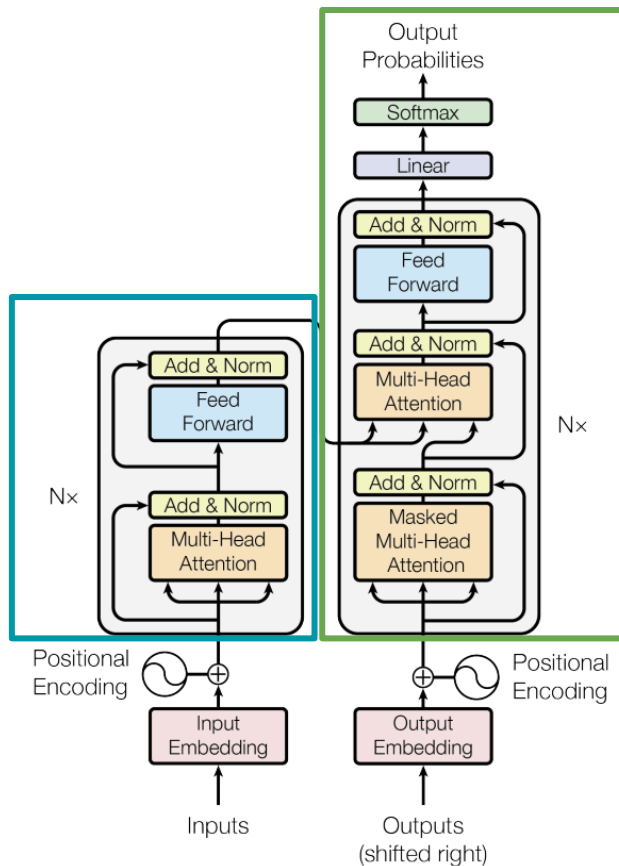 Output
Probabilities
Softmax
Linear
Add & Norm
Feed
Forward
Add & Norm
Multi-Head
Attention
N×
Add & Norm
Masked
Multi-Head
Attention
Add & Norm
Feed
Forward
N×
Add & Norm
Multi-Head
Attention
Positional
Encoding
Positional
Encoding
Input
Embedding
Output
Embedding
Inputs
Outputs
(shifted right)